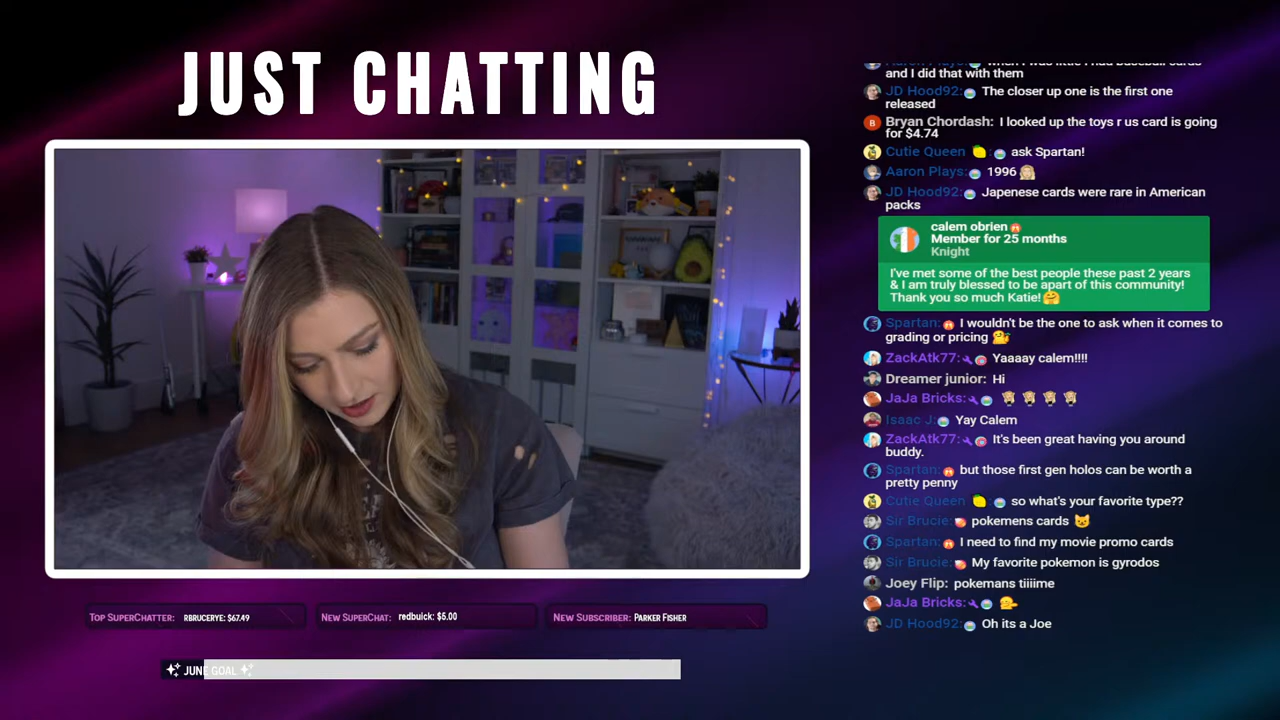 JUST CHATTING
and I did that with them
JD Hood92: The closer up one is the first one
released
Bryan Chordash: I looked up the toys r us card is going
for $4.74
Cutie Queen : ask Spartan!
Aaron Plays: 1996
JD Hood92: Japenese cards were rare in American
packs
calem obrien
Member for 25 months
Knight
I've met some of the best people these past 2 years
& I am truly blessed to be apart of this community!
Thank you so much Katie!
Spartan: I wouldn't be the one to ask when it comes to
grading or pricing
ZackAtk77: Yaaaay calem!!!!
Dreamer junior: Hi
JaJa Bricks:
Isaac J: Yay Calem
ZackAtk77: It's been great having you around
buddy.
Spartan: but those first gen holos can be worth a
pretty penny
Cutie Queen : so what's your favorite type??
Sir Brucie: pokemens cards
Spartan: I need to find my movie promo cards
Sir Brucie: My favorite pokemon is gyrodos
Joey Flip: pokemans tiiiime
JaJa Bricks:
JD Hood92: Oh its a Joe
TOP SUPERCHATTER: RBRUCERYE: $67.49
NEW SUPERCHAT: redbuick: $5.00
NEW SUBSCRIBER: PARKER FISHER
JUNE GOAL